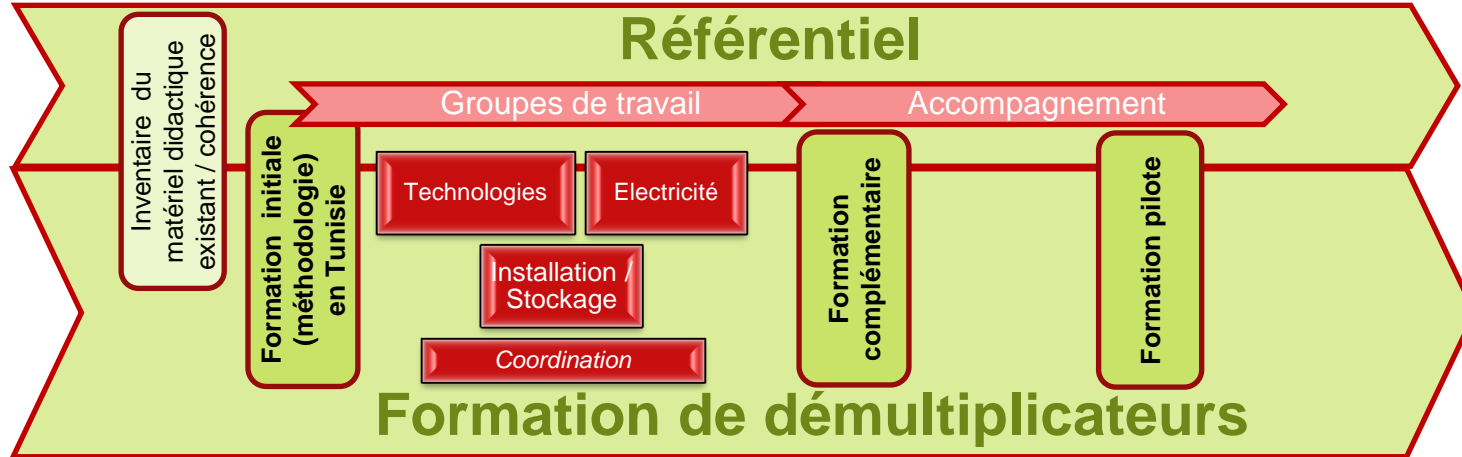 Référentiel
Inventaire du
matériel didactique
existant / cohérence
Groupes de travail
Accompagnement
Formation initiale
(méthodologie)
en Tunisie
Technologies
Electricité
Installation /
Stockage
Coordination
Formation
complémentaire
Formation pilote
Formation de démultiplicateurs